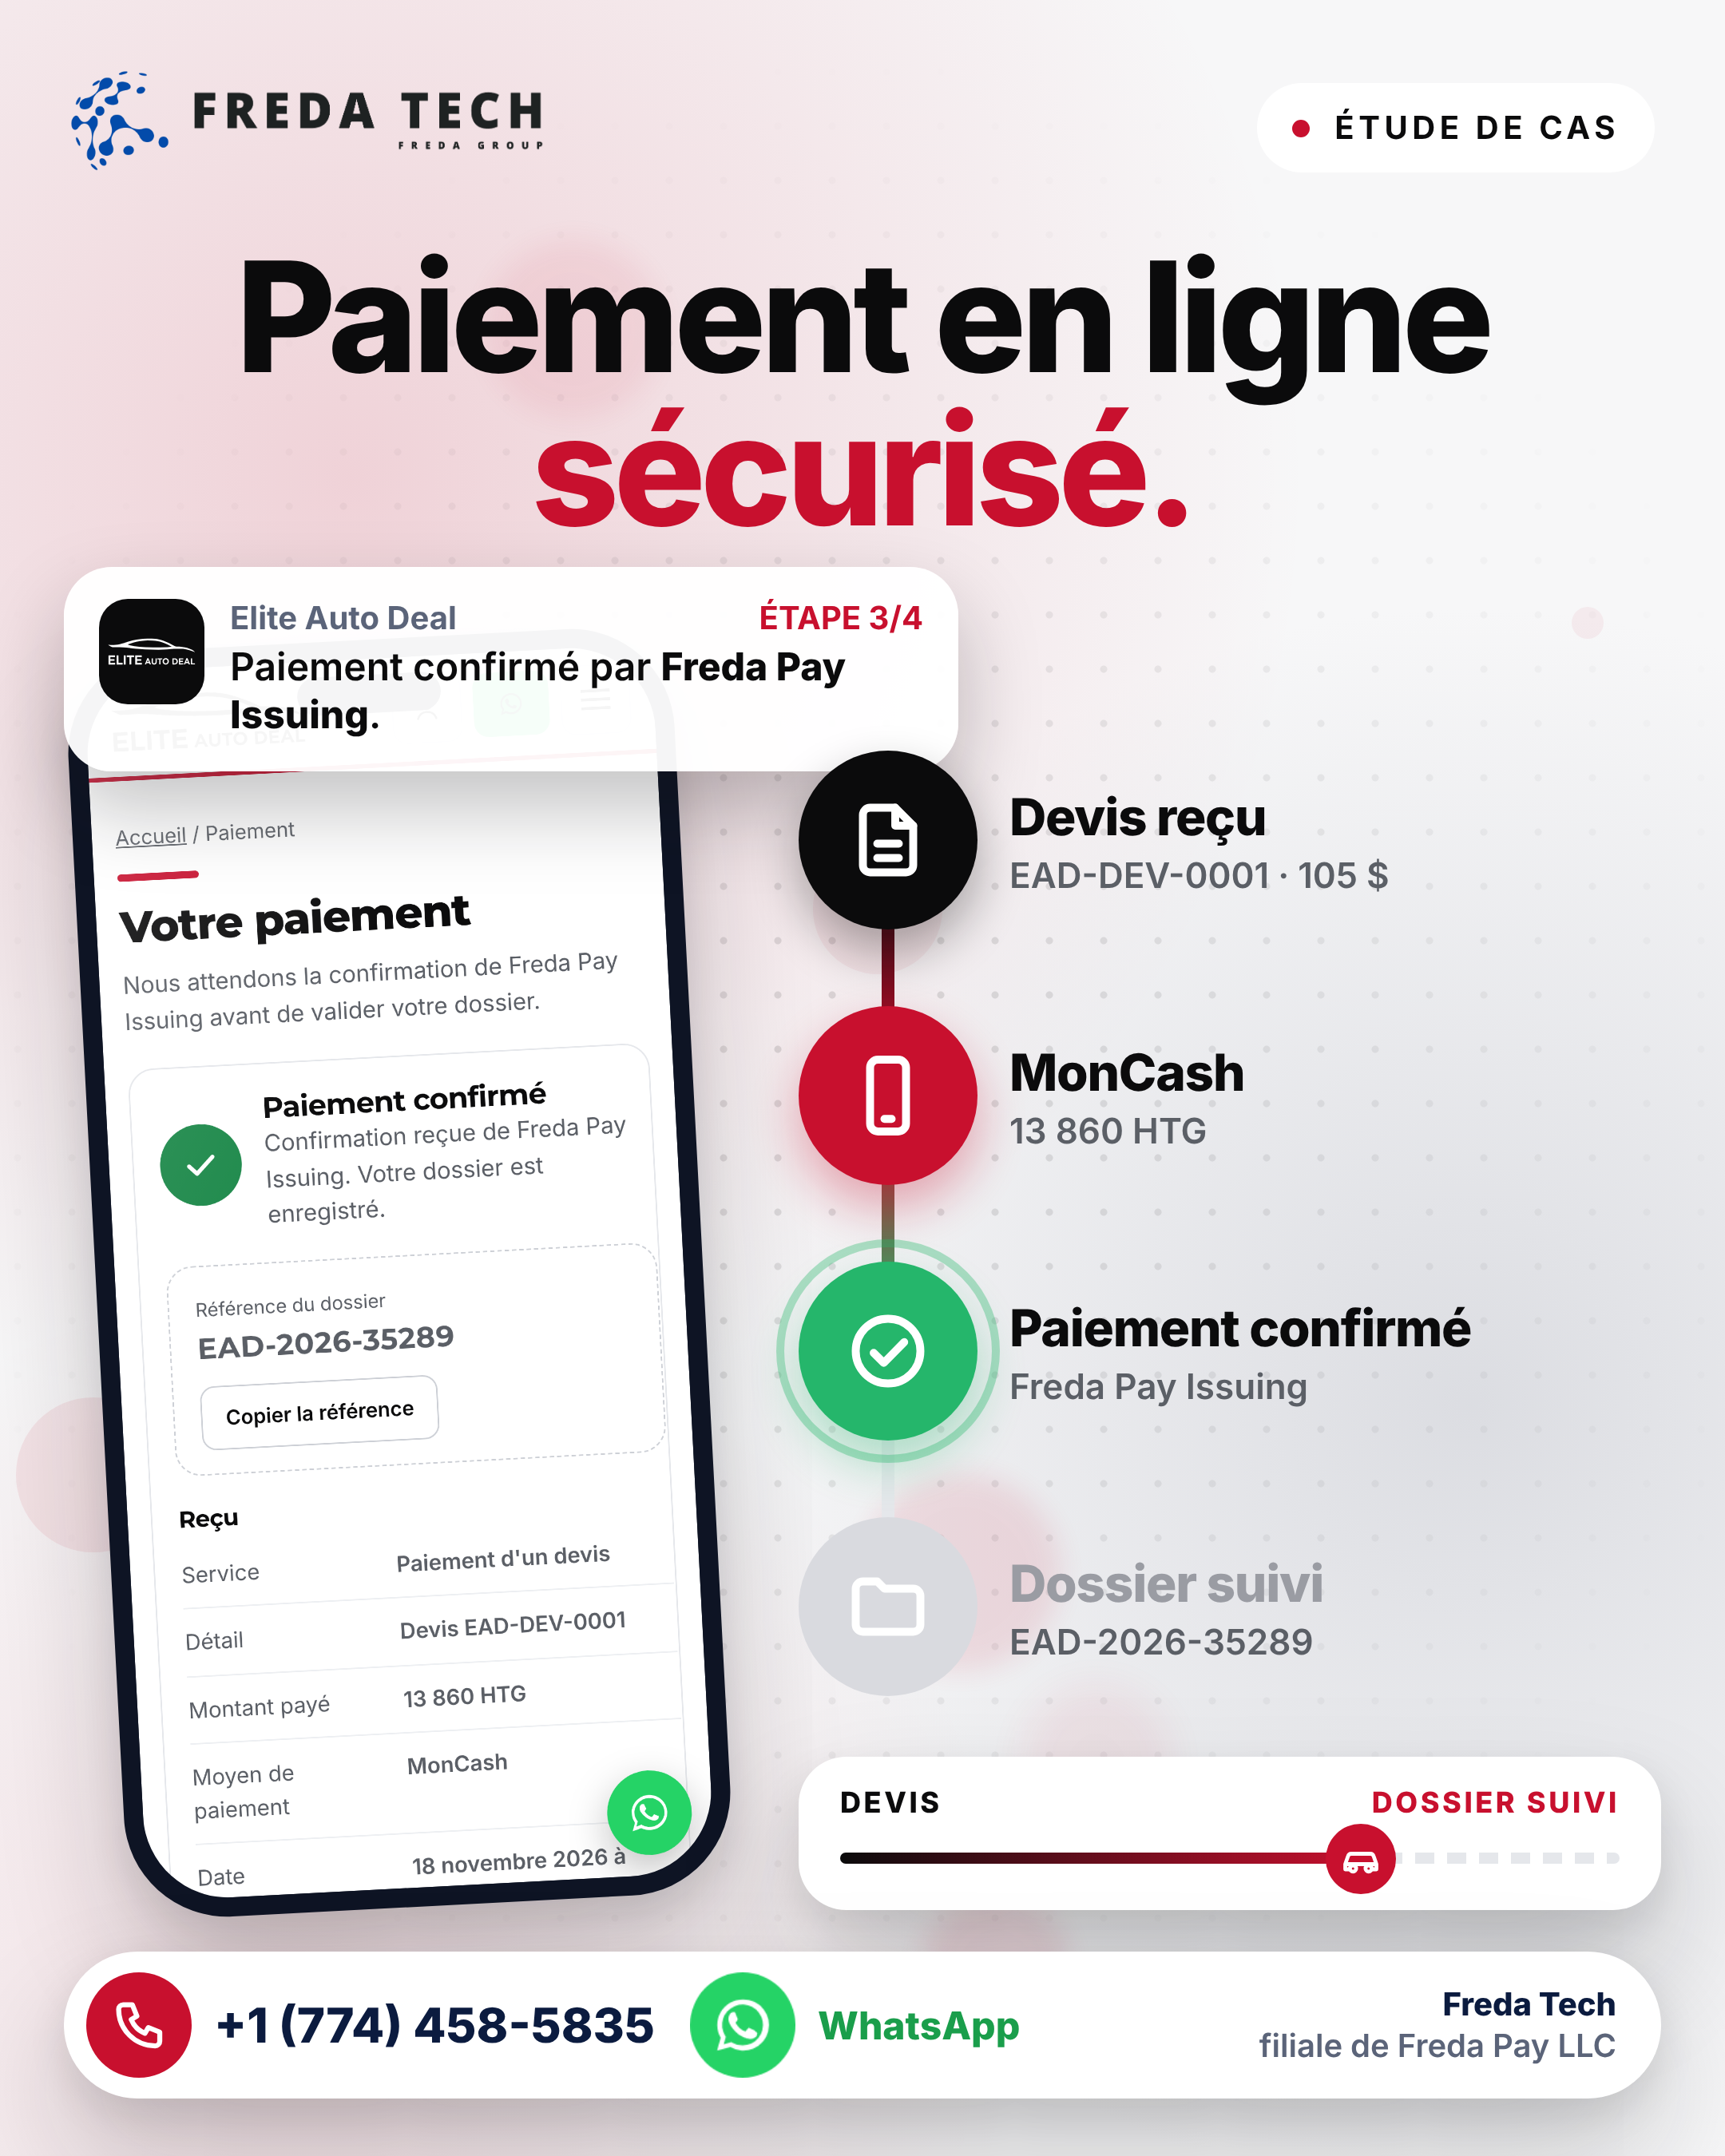 FREDA TECH
FREDA GROUP
ÉTUDE DE CAS
Paiement en ligne
sécurisé.
ELITE AUTO DEAL
Elite Auto Deal
ÉTAPE 3/4
Paiement confirmé par Freda Pay
Issuing.
ELITE AUTO DEAL
Accueil / Paiement
Votre paiement
Nous attendons la confirmation de Freda Pay
Issuing avant de valider votre dossier.
Paiement confirmé
Confirmation reçue de Freda Pay
Issuing. Votre dossier est
enregistré.
Référence du dossier
EAD-2026-35289
Copier la référence
Reçu
Service
Paiement d'un devis
Détail
Devis EAD-DEV-0001
Montant payé
13 860 HTG
Moyen de
paiement
MonCash
Date
18 novembre 2026 à
Devis reçu
EAD-DEV-0001 · 105 $
MonCash
13 860 HTG
Paiement confirmé
Freda Pay Issuing
Dossier suivi
EAD-2026-35289
DEVIS
DOSSIER SUIVI
+1 (774) 458-5835
WhatsApp
Freda Tech
filiale de Freda Pay LLC